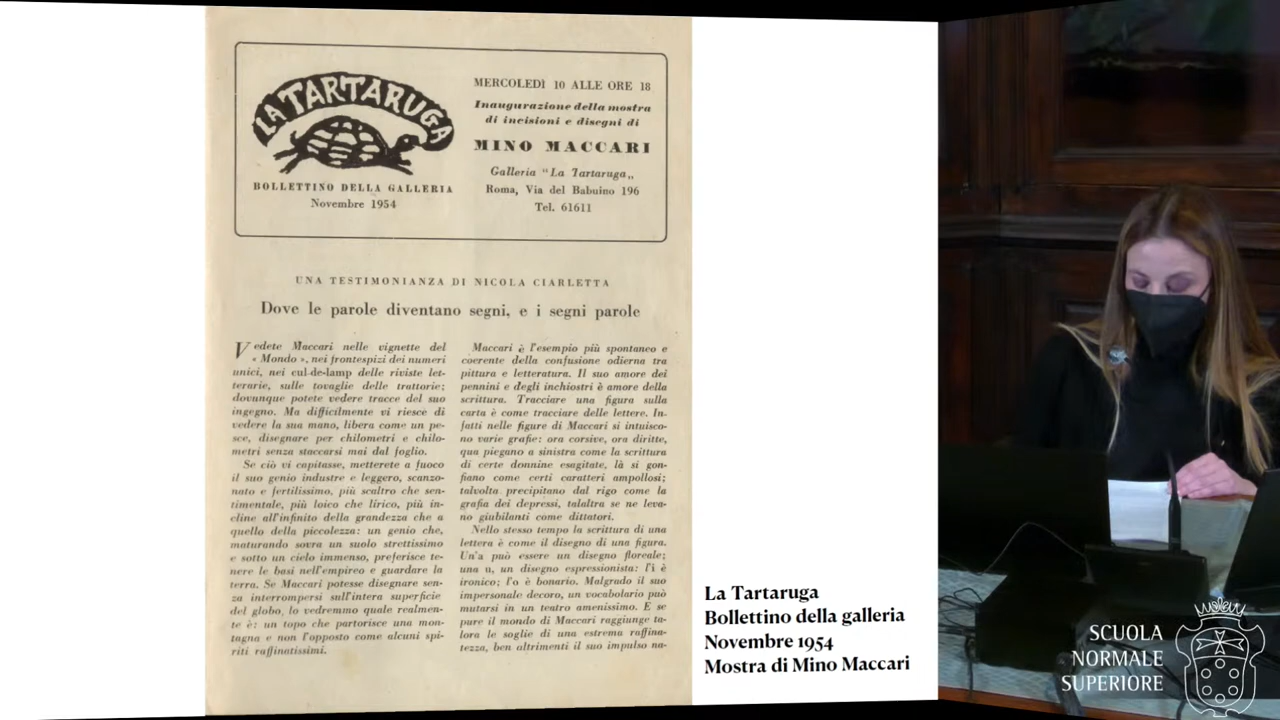 LA TARTARUGA
BOLLETTINO DELLA GALLERIA
Novembre 1954
MERCOLEDÌ 10 ALLE ORE 18
Inaugurazione della mostra
di incisioni e disegni di
MINO MACCARI
Galleria "La Tartaruga„
Roma, Via del Babuino 196
Tel. 61611
UNA TESTIMONIANZA DI NICOLA CIARLETTA
Dove le parole diventano segni, e i segni parole
Vedete Maccari nelle vignette del
« Mondo », nei frontespizi dei numeri
unici, nei cul-de-lamp delle riviste let-
terarie, sulle tovaglie delle trattorie;
dovunque potete vedere tracce del suo
ingegno. Ma difficilmente vi riesce di
vedere la sua mano, libera come un pe-
sce, disegnare per chilometri e chilo-
metri senza staccarsi mai dal foglio.
Se ciò vi capitasse, metterete a fuoco
il suo genio industre e leggero, scanzo-
nato e fertilissimo, più scaltro che sen-
timentale, più loico che lirico, più in-
cline all'infinito della grandezza che a
quello della piccolezza: un genio che,
maturando sovra un suolo strettissimo
e sotto un cielo immenso, preferisce te-
nere le basi nell'empireo e guardare la
terra. Se Maccari potesse disegnare sen-
za interrompersi sull'intera superficie
del globo, lo vedremmo quale realmen-
te è: un topo che partorisce una mon-
tagna e non l'opposto come alcuni spi-
riti raffinatissimi.
Maccari è l'esempio più spontaneo e
coerente della confusione odierna tra
pittura e letteratura. Il suo amore dei
pennini e degli inchiostri è amore della
scrittura. Tracciare una figura sulla
carta è come tracciare delle lettere. In-
fatti nelle figure di Maccari si intuisco-
no varie grafie: ora corsive, ora diritte,
qua piegano a sinistra come la scrittura
di certe donnine esagitate, là si gon-
fiano come certi caratteri ampollosi;
talvolta precipitano dal rigo come la
grafia dei depressi, talaltra se ne leva-
no giubilanti come dittatori.
Nello stesso tempo la scrittura di una
lettera è come il disegno di una figura.
Un'a può essere un disegno floreale;
una u, un disegno espressionista: l'i è
ironico; l'o è bonario. Malgrado il suo
impersonale decoro, un vocabolario può
mutarsi in un teatro amenissimo. E se
pure il mondo di Maccari raggiunge ta-
lora le soglie di una estrema raffina-
tezza, ben altrimenti il suo impulso na-
La Tartaruga
Bollettino della galleria
Novembre 1954
Mostra di Mino Maccari
SCUOLA
NORMALE
SUPERIORE